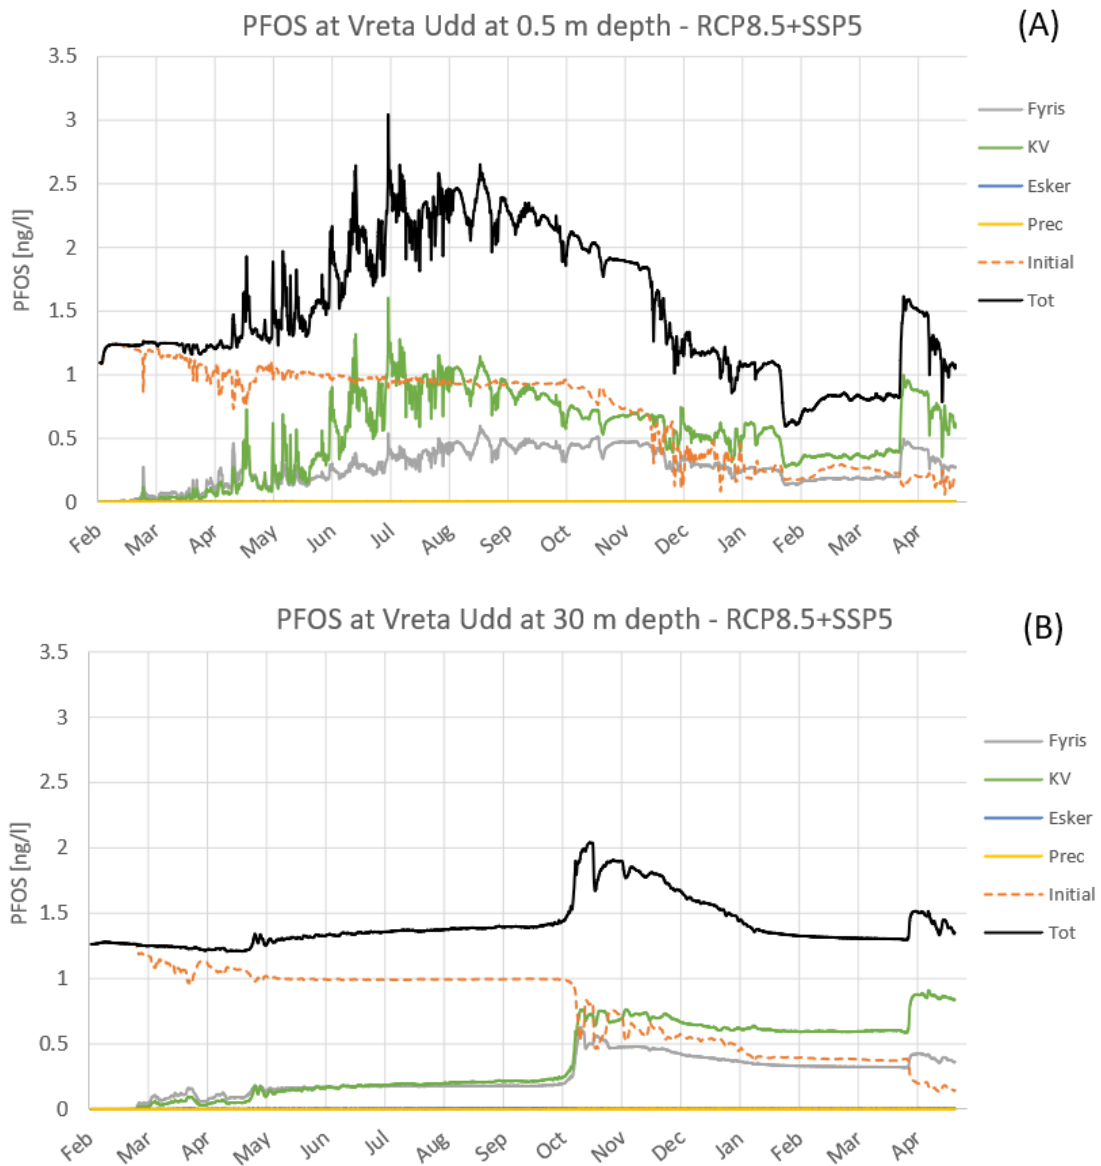 PFOS at Vreta Udd at 0.5 m depth - RCP8.5+SSP5
(A)
3.5
3
2.5
2
1.5
1
0.5
0
PFOS [ng/l]
Feb Mar Apr May Jun Jul Aug Sep Oct Nov Dec Jan Feb Mar Apr
Fyris
KV
Esker
Prec
Initial
Tot
PFOS at Vreta Udd at 30 m depth - RCP8.5+SSP5
(B)
3.5
3
2.5
2
1.5
1
0.5
0
PFOS [ng/l]
Feb Mar Apr May Jun Jul Aug Sep Oct Nov Dec Jan Feb Mar Apr
Fyris
KV
Esker
Prec
Initial
Tot